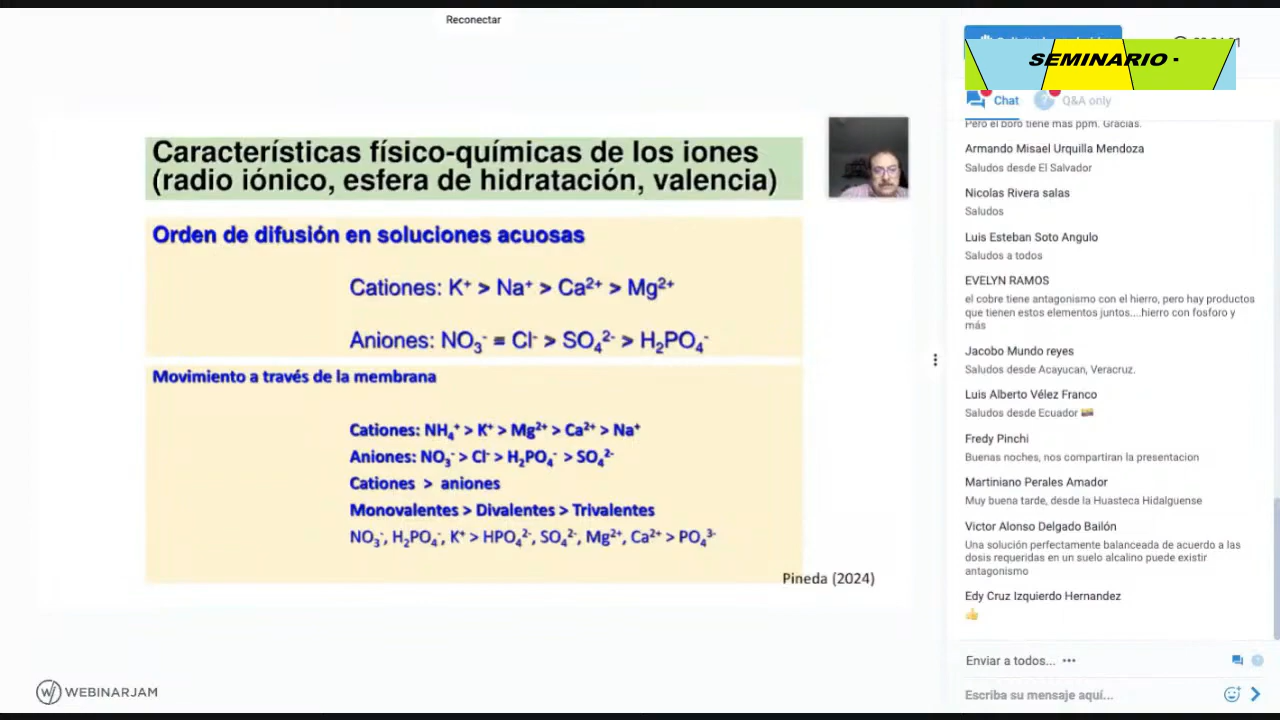 Reconectar
SEMINARIO -
Características físico-químicas de los iones
(radio iónico, esfera de hidratación, valencia)
Orden de difusión en soluciones acuosas
Cationes: K⁺ > Na⁺ > Ca²⁺ > Mg²⁺
Aniones: NO₃⁻ = Cl⁻ > SO₄²⁻ > H₂PO₄⁻
Movimiento a través de la membrana
Cationes: NH₄⁺ > K⁺ > Mg²⁺ > Ca²⁺ > Na⁺
Aniones: NO₃⁻ > Cl⁻ > H₂PO₄⁻ > SO₄²⁻
Cationes > aniones
Monovalentes > Divalentes > Trivalentes
NO₃⁻, H₂PO₄⁻, K⁺ > HPO₄²⁻, SO₄²⁻, Mg²⁺, Ca²⁺ > PO₄³⁻
Pineda (2024)
WEBINARJAM
Chat
Q&A only
Pero el boro tiene mas ppm. Gracias.
Armando Misael Urquilla Mendoza
Saludos desde El Salvador
Nicolas Rivera salas
Saludos
Luis Esteban Soto Angulo
Saludos a todos
EVELYN RAMOS
el cobre tiene antagonismo con el hierro, pero hay productos
que tienen estos elementos juntos....hierro con fosforo y
más
Jacobo Mundo reyes
Saludos desde Acayucan, Veracruz.
Luis Alberto Vélez Franco
Saludos desde Ecuador 🇪🇨
Fredy Pinchi
Buenas noches, nos compartiran la presentacion
Martiniano Perales Amador
Muy buena tarde, desde la Huasteca Hidalguense
Victor Alonso Delgado Bailón
Una solución perfectamente balanceada de acuerdo a las
dosis requeridas en un suelo alcalino puede existir
antagonismo
Edy Cruz Izquierdo Hernandez
👍
Enviar a todos... •••
Escriba su mensaje aquí...